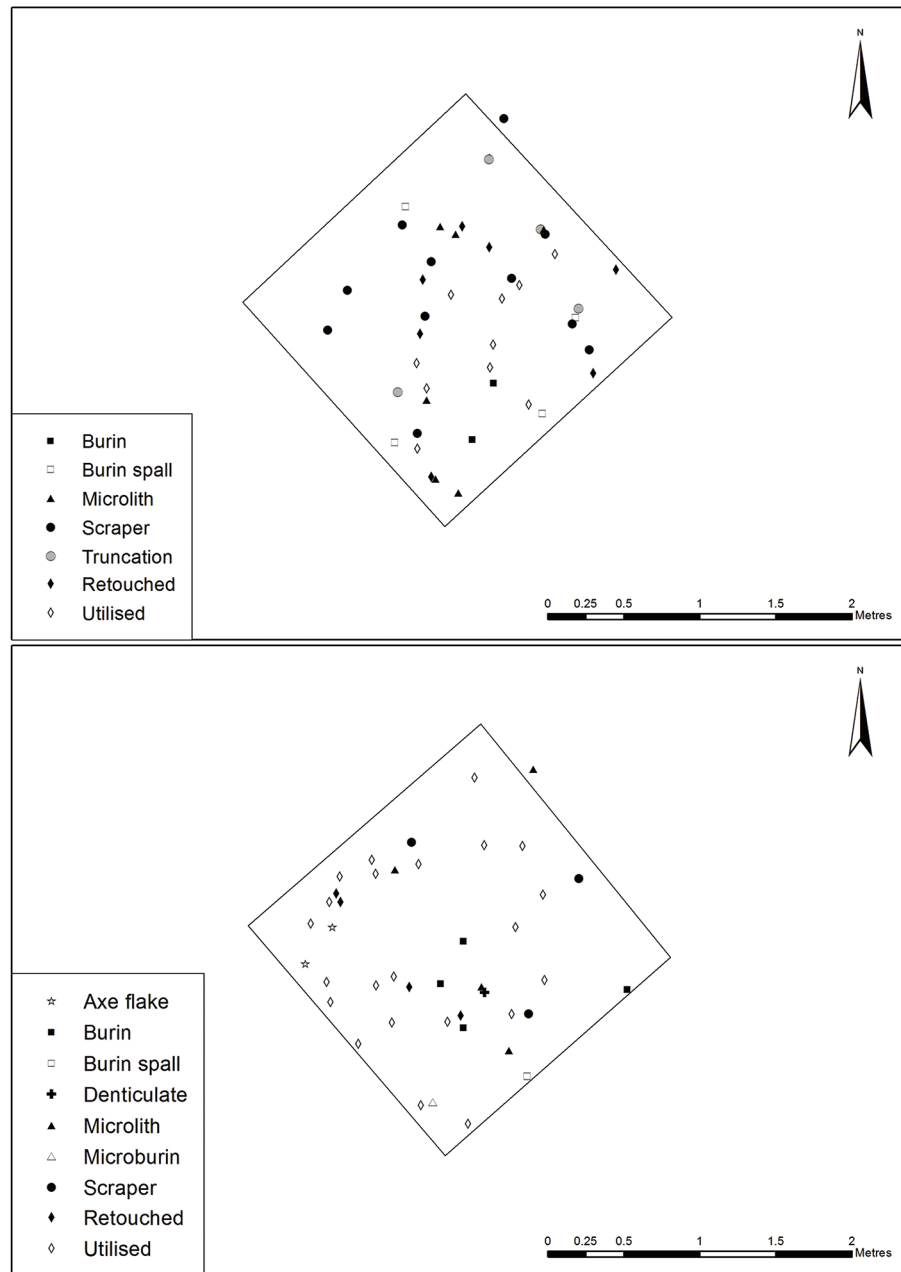 N
Burin
Burin spall
Microlith
Scraper
Truncation
Retouched
Utilised
0 0.25 0.5 1 1.5 2
Metres
N
Axe flake
Burin
Burin spall
Denticulate
Microlith
Microburin
Scraper
Retouched
Utilised
0 0.25 0.5 1 1.5 2
Metres